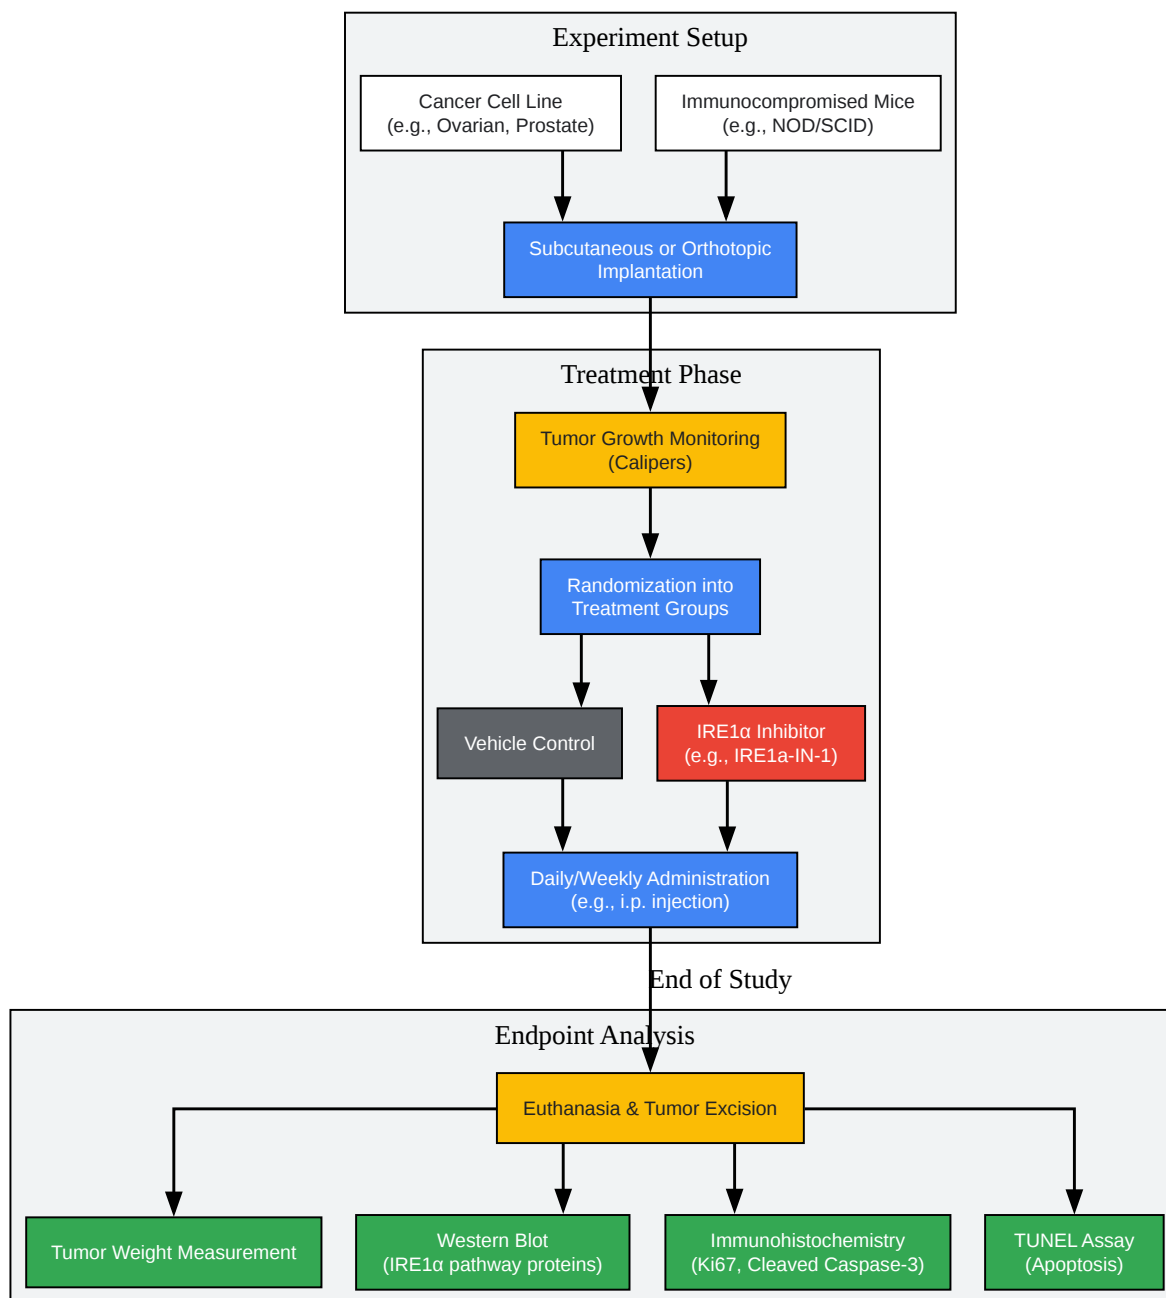 Experiment Setup
Cancer Cell Line
(e.g., Ovarian, Prostate)
Immunocompromised Mice
(e.g., NOD/SCID)
Subcutaneous or Orthotopic
Implantation
Treatment Phase
Tumor Growth Monitoring
(Calipers)
Randomization into
Treatment Groups
Vehicle Control
IRE1α Inhibitor
(e.g., IRE1a-IN-1)
Daily/Weekly Administration
(e.g., i.p. injection)
End of Study
Endpoint Analysis
Euthanasia & Tumor Excision
Tumor Weight Measurement
Western Blot
(IRE1α pathway proteins)
Immunohistochemistry
(Ki67, Cleaved Caspase-3)
TUNEL Assay
(Apoptosis)